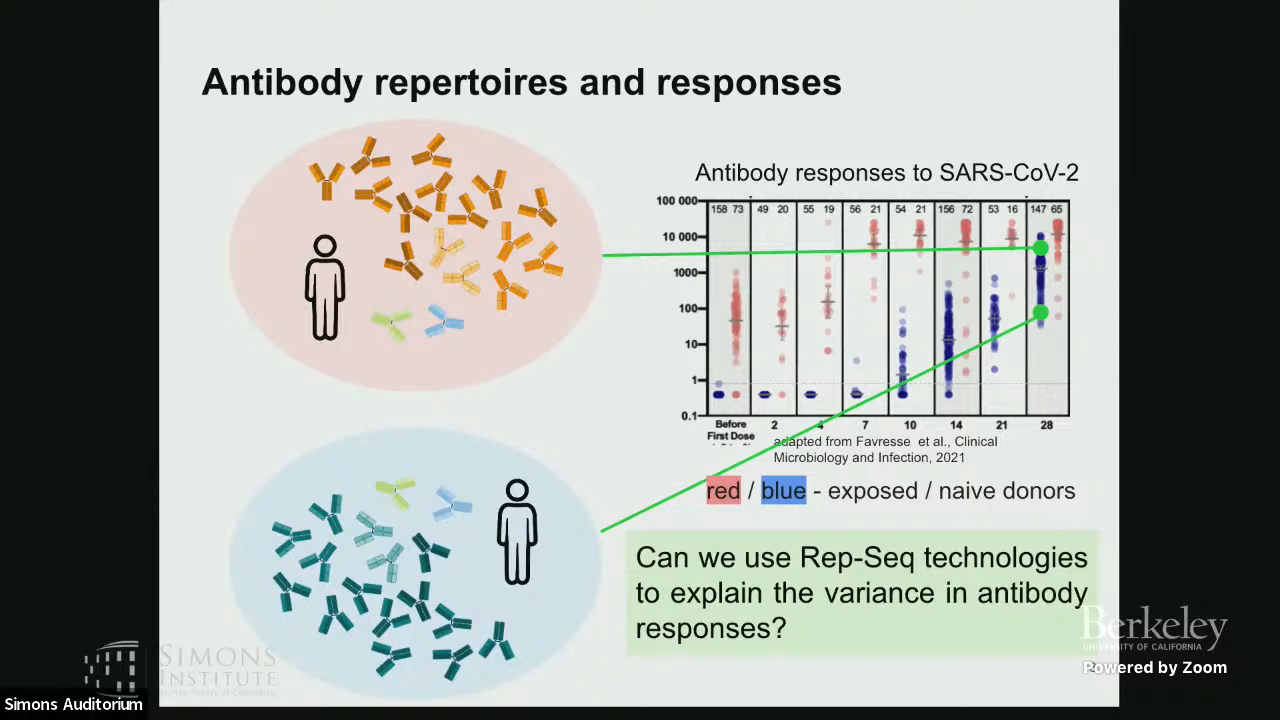 Antibody repertoires and responses
Antibody responses to SARS-CoV-2
100 000
10 000
1000
100
10
1
0.1
158 73 49 20 55 19 56 21 54 21 156 72 53 16 147 65
Before
First Dose
2 4 7 10 14 21 28
adapted from Favresse et al., Clinical
Microbiology and Infection, 2021
red / blue - exposed / naive donors
Can we use Rep-Seq technologies
to explain the variance in antibody
responses?
Berkeley
UNIVERSITY OF CALIFORNIA
Powered by Zoom
SIMONS
INSTITUTE
Simons Auditorium